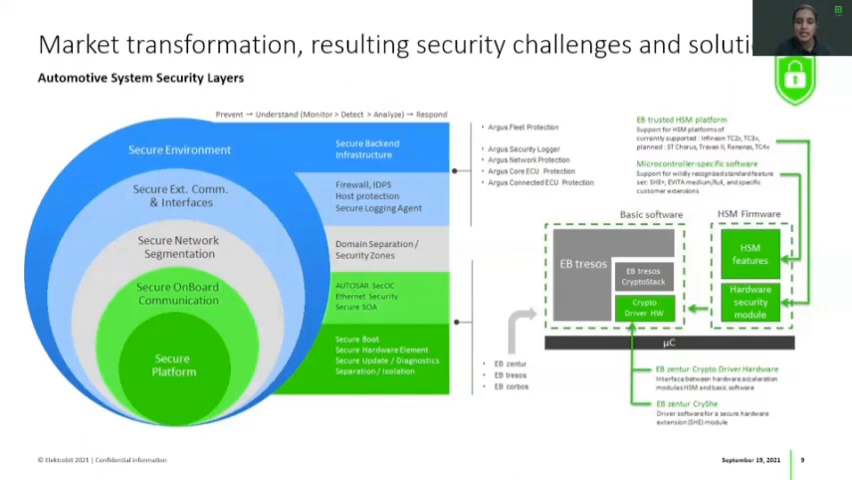 Market transformation, resulting security challenges and soluti
Automotive System Security Layers
Prevent → Understand (Monitor > Detect > Analyze) → Respond
Secure Environment
Secure Ext. Comm.
& Interfaces
Secure Network
Segmentation
Secure OnBoard
Communication
Secure
Platform
Secure Backend
Infrastructure
Firewall, IDPS
Host protection
Secure Logging Agent
Domain Separation /
Security Zones
AUTOSAR SecOC
Ethernet Security
Secure SOA
Secure Boot
Secure Hardware Element
Secure Update / Diagnostics
Separation / Isolation
• Argus Fleet Protection
• Argus Security Logger
• Argus Network Protection
• Argus Core ECU Protection
• Argus Connected ECU Protection
• EB zentur
• EB tresos
• EB corbos
EB trusted HSM platform
Support for HSM platforms of
currently supported : Infineon TC2x, TC3x,
planned : ST Chorus, Traveo II, Renesas, TC4x
Microcontroller-specific software
Support for wildly recognized standard feature
set: SHE+, EVITA medium/full, and specific
customer extensions
Basic software
HSM Firmware
EB tresos
EB tresos
CryptoStack
Crypto
Driver HW
HSM
features
Hardware
security
module
µC
EB zentur Crypto Driver Hardware
Interface between hardware acceleration
modules HSM and basic software
EB zentur CryShe
Driver software for a secure hardware
extension (SHE) module
© Elektrobit 2021 | Confidential information
September 19, 2021
9